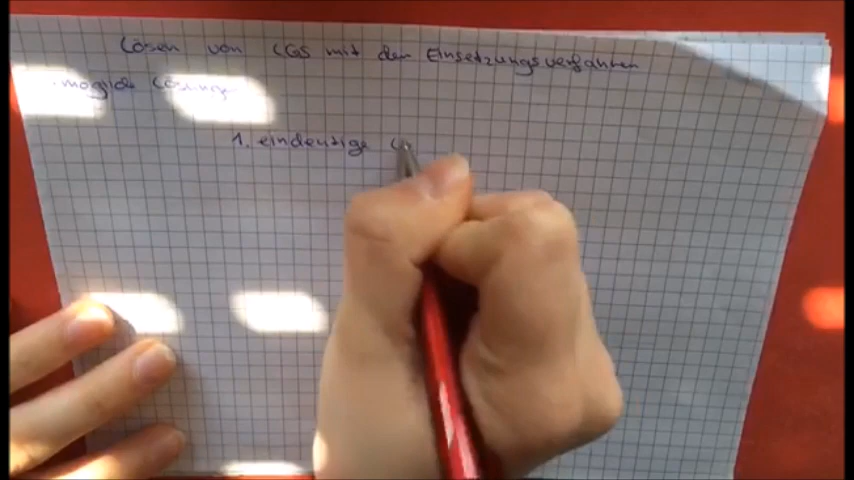 Lösen von LGS mit dem Einsetzungsverfahren
mögliche Lösungen
1. eindeutige L